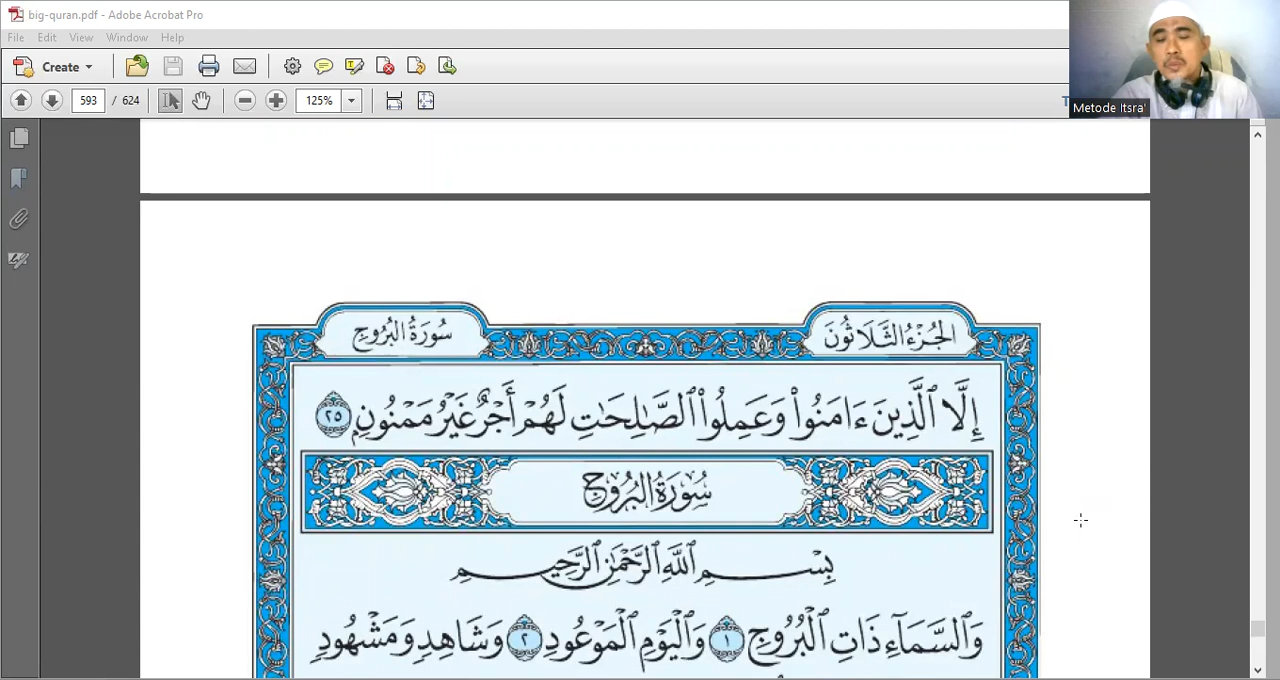 big-quran.pdf - Adobe Acrobat Pro
File Edit View Window Help
Create
593 / 624 125%
Metode Itsra'
الجُزْءُ الثَّلَاثُونَ سُورَةُ البُرُوجِ
إِلَّا ٱلَّذِينَ ءَامَنُوا۟ وَعَمِلُوا۟ ٱلصَّـٰلِحَـٰتِ لَهُمْ أَجْرٌ غَيْرُ مَمْنُونٍۭ ٢٥
سُورَةُ البُرُوجِ
بِسْمِ ٱللَّهِ ٱلرَّحْمَـٰنِ ٱلرَّحِيمِ
وَٱلسَّمَآءِ ذَاتِ ٱلْبُرُوجِ ١ وَٱلْيَوْمِ ٱلْمَوْعُودِ ٢ وَشَاهِدٍ وَمَشْهُودٍ